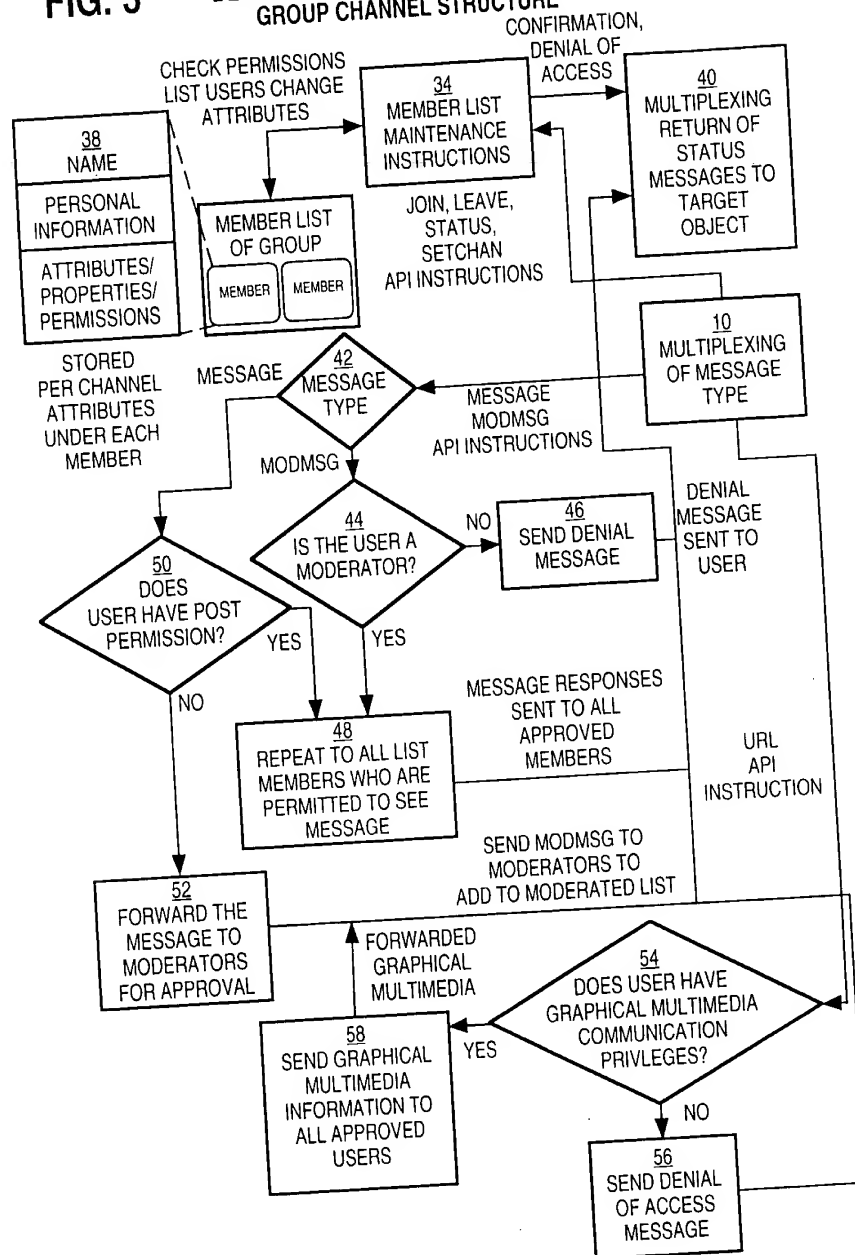 FIG. 3
GROUP CHANNEL STRUCTURE
CONFIRMATION,
DENIAL OF
ACCESS
CHECK PERMISSIONS
LIST USERS CHANGE
ATTRIBUTES
34
MEMBER LIST
MAINTENANCE
INSTRUCTIONS
40
MULTIPLEXING
RETURN OF
STATUS
MESSAGES TO
TARGET
OBJECT
38
NAME
PERSONAL
INFORMATION
ATTRIBUTES/
PROPERTIES/
PERMISSIONS
MEMBER LIST
OF GROUP
MEMBER
MEMBER
JOIN, LEAVE,
STATUS,
SETCHAN
API INSTRUCTIONS
10
MULTIPLEXING
OF MESSAGE
TYPE
STORED
PER CHANNEL
ATTRIBUTES
UNDER EACH
MEMBER
MESSAGE
42
MESSAGE
TYPE
MESSAGE
MODMSG
API INSTRUCTIONS
MODMSG
44
IS THE USER A
MODERATOR?
NO
46
SEND DENIAL
MESSAGE
DENIAL
MESSAGE
SENT TO
USER
50
DOES
USER HAVE POST
PERMISSION?
YES
YES
NO
48
REPEAT TO ALL LIST
MEMBERS WHO ARE
PERMITTED TO SEE
MESSAGE
MESSAGE RESPONSES
SENT TO ALL
APPROVED
MEMBERS
URL
API
INSTRUCTION
SEND MODMSG TO
MODERATORS TO
ADD TO MODERATED LIST
52
FORWARD THE
MESSAGE TO
MODERATORS
FOR APPROVAL
FORWARDED
GRAPHICAL
MULTIMEDIA
54
DOES USER HAVE
GRAPHICAL MULTIMEDIA
COMMUNICATION
PRIVLEGES?
YES
58
SEND GRAPHICAL
MULTIMEDIA
INFORMATION TO
ALL APPROVED
USERS
NO
56
SEND DENIAL
OF ACCESS
MESSAGE